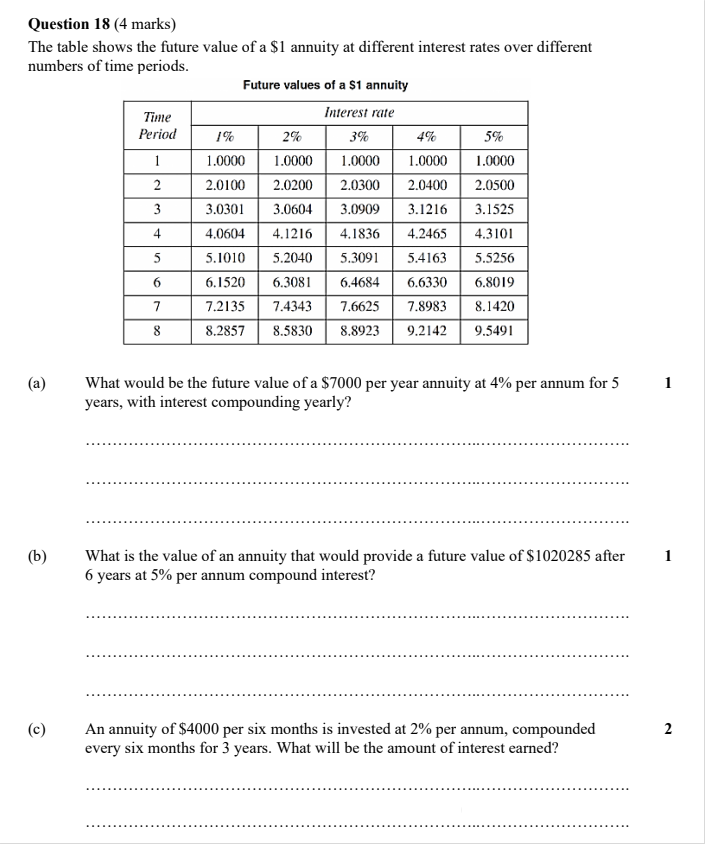 Question 18 (4 marks)
The table shows the future value of a $1 annuity at different interest rates over different
numbers of time periods.
Future values of a $1 annuity
Time Period Interest rate
1% 2% 3% 4% 5%
1 1.0000 1.0000 1.0000 1.0000 1.0000
2 2.0100 2.0200 2.0300 2.0400 2.0500
3 3.0301 3.0604 3.0909 3.1216 3.1525
4 4.0604 4.1216 4.1836 4.2465 4.3101
5 5.1010 5.2040 5.3091 5.4163 5.5256
6 6.1520 6.3081 6.4684 6.6330 6.8019
7 7.2135 7.4343 7.6625 7.8983 8.1420
8 8.2857 8.5830 8.8923 9.2142 9.5491
(a) What would be the future value of a $7000 per year annuity at 4% per annum for 5 1
years, with interest compounding yearly?
(b) What is the value of an annuity that would provide a future value of $1020285 after 1
6 years at 5% per annum compound interest?
(c) An annuity of $4000 per six months is invested at 2% per annum, compounded 2
every six months for 3 years. What will be the amount of interest earned?